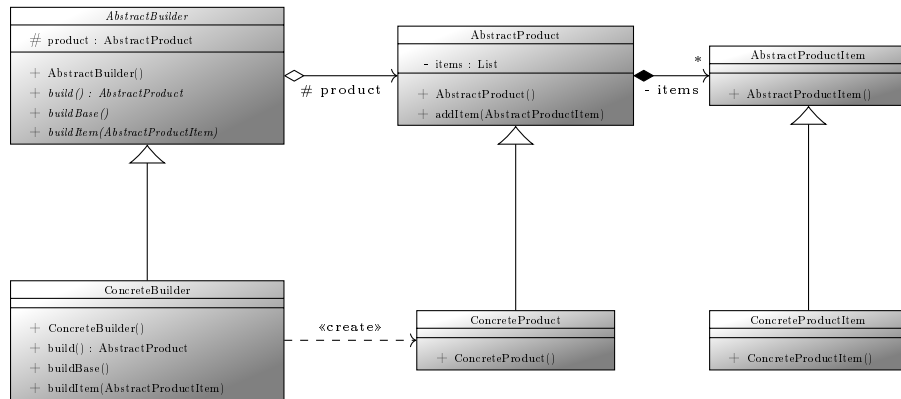 AbstractBuilder
# product : AbstractProduct
+ AbstractBuilder()
+ build() : AbstractProduct
+ buildBase()
+ buildItem(AbstractProductItem)
# product
AbstractProduct
- items : List
+ AbstractProduct()
+ addItem(AbstractProductItem)
*
- items
AbstractProductItem
+ AbstractProductItem()
ConcreteBuilder
+ ConcreteBuilder()
+ build() : AbstractProduct
+ buildBase()
+ buildItem(AbstractProductItem)
«create»
ConcreteProduct
+ ConcreteProduct()
ConcreteProductItem
+ ConcreteProductItem()